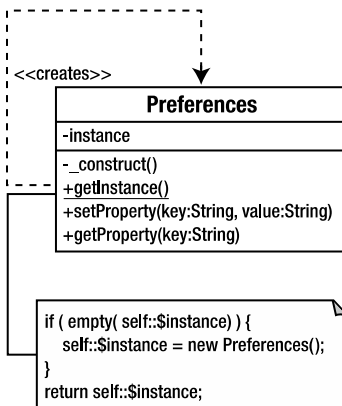 <<creates>>
Preferences
-instance
-_construct()
+getInstance()
+setProperty(key:String, value:String)
+getProperty(key:String)
if ( empty( self::$instance) ) {
self::$instance = new Preferences();
}
return self::$instance;